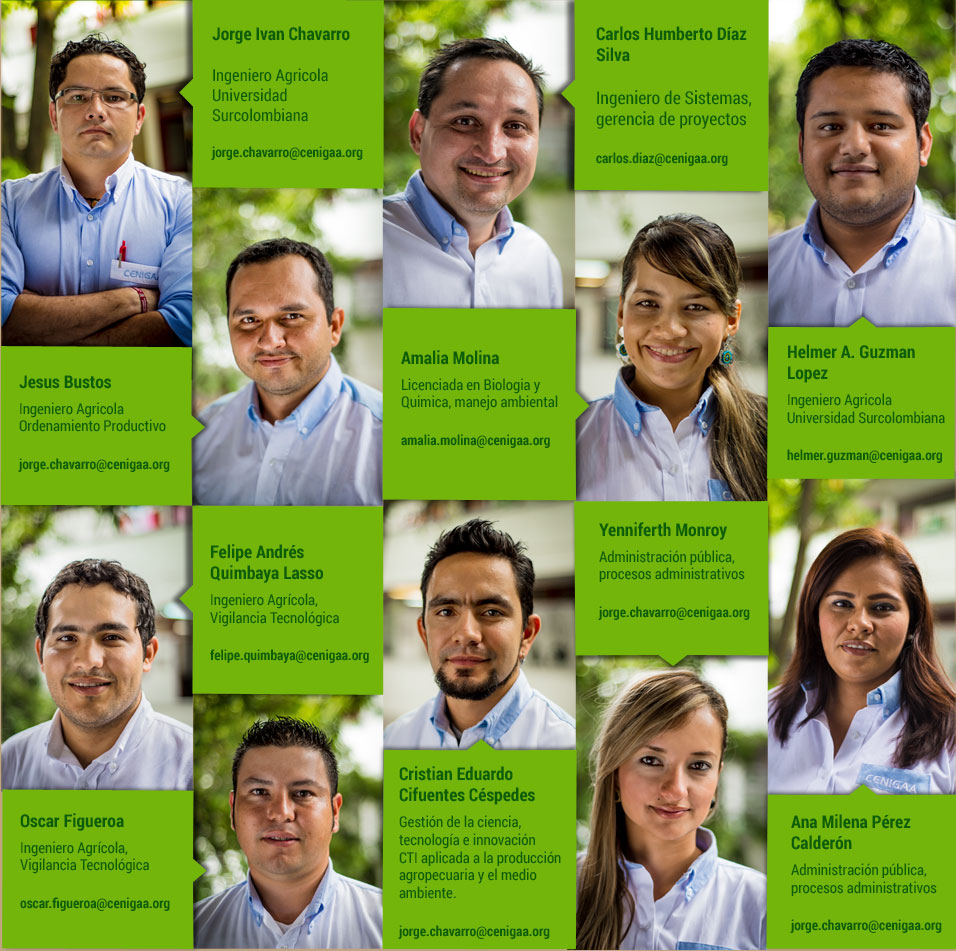 Jorge Ivan Chavarro
Ingeniero Agricola
Universidad
Surcolombiana
jorge.chavarro@cenigaa.org
Carlos Humberto Díaz
Silva
Ingeniero de Sistemas,
gerencia de proyectos
carlos.diaz@cenigaa.org
CENIGAA
Jesus Bustos
Ingeniero Agricola
Ordenamiento Productivo
jorge.chavarro@cenigaa.org
Amalia Molina
Licenciada en Biologia y
Quimica, manejo ambiental
amalia.molina@cenigaa.org
Helmer A. Guzman
Lopez
Ingeniero Agricola
Universidad Surcolombiana
helmer.guzman@cenigaa.org
Felipe Andrés
Quimbaya Lasso
Ingeniero Agrícola,
Vigilancia Tecnológica
felipe.quimbaya@cenigaa.org
Yenniferth Monroy
Administración pública,
procesos administrativos
jorge.chavarro@cenigaa.org
Oscar Figueroa
Ingeniero Agrícola,
Vigilancia Tecnológica
oscar.figueroa@cenigaa.org
Cristian Eduardo
Cifuentes Céspedes
Gestión de la ciencia,
tecnología e innovación
CTI aplicada a la producción
agropecuaria y el medio
ambiente.
jorge.chavarro@cenigaa.org
CENIGAA
Ana Milena Pérez
Calderón
Administración pública,
procesos administrativos
jorge.chavarro@cenigaa.org